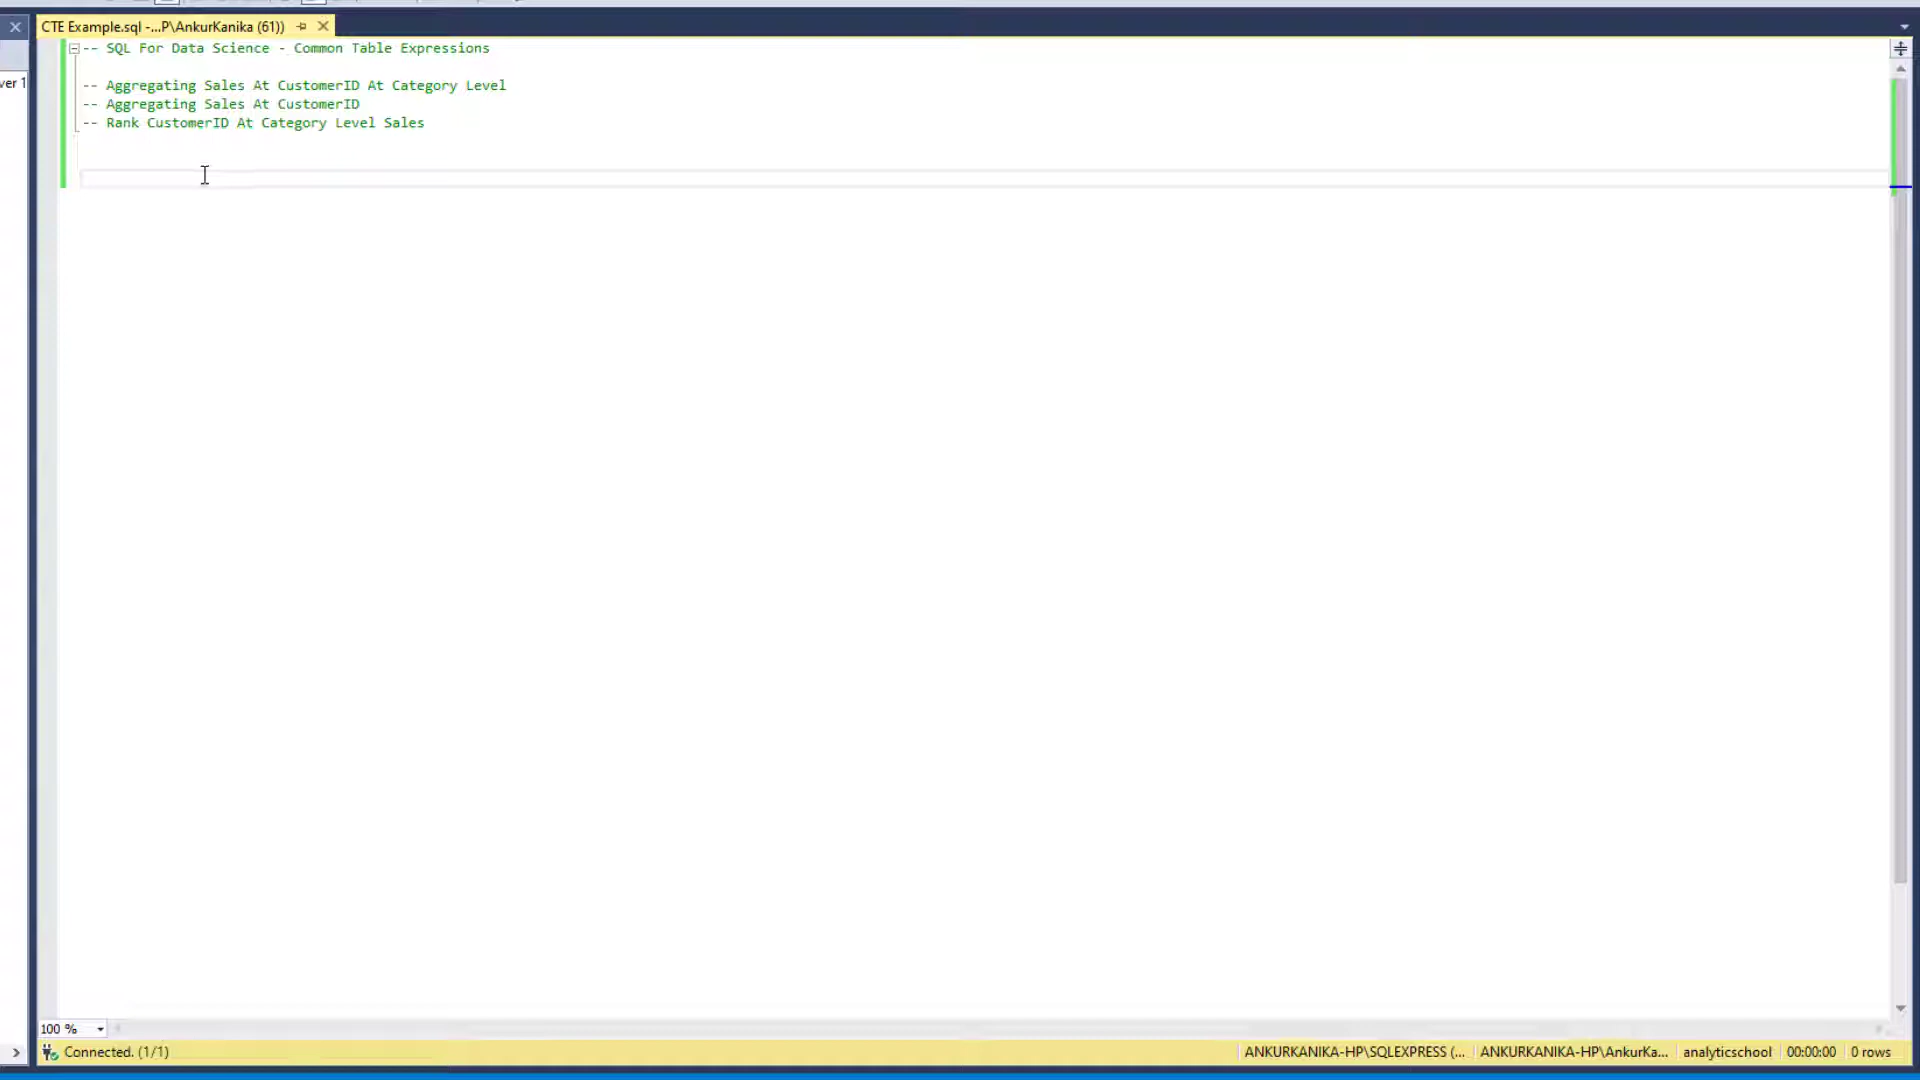 CTE Example.sql -...P\AnkurKanika (61))
-- SQL For Data Science - Common Table Expressions
ver 1
-- Aggregating Sales At CustomerID At Category Level
-- Aggregating Sales At CustomerID
-- Rank CustomerID At Category Level Sales
100 %
Connected. (1/1)
ANKURKANIKA-HP\SQLEXPRESS (...
ANKURKANIKA-HP\AnkurKa...
analyticschool
00:00:00
0 rows